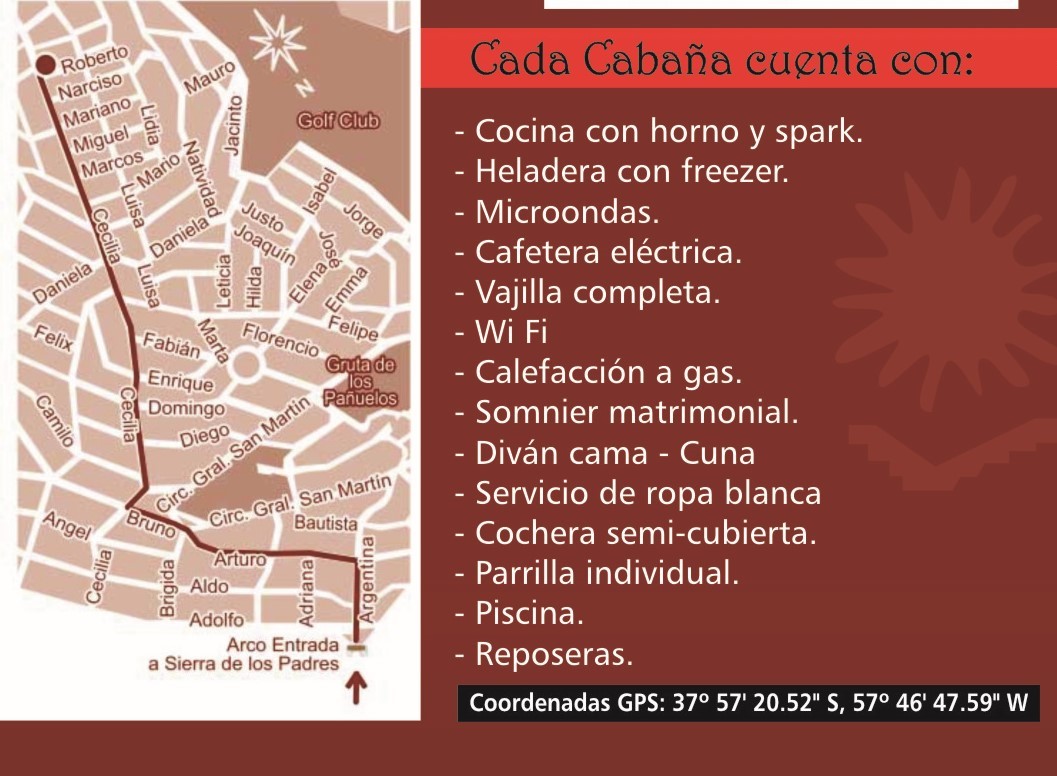 Roberto
Narciso
Mariano
Miguel
Marcos
Lidia
Mario
Mauro
Jacinto
Natividad
Luisa
Cecilia
Daniela
N
Golf Club
Isabel
Jorge
Justo
Joaquín
José
Elena
Emma
Leticia
Hilda
Luisa
Daniela
Felix
Fabián
Marta
Florencio
Felipe
Gruta de
los
Pañuelos
Enrique
Domingo
Diego
Cecilia
Camilo
Circ. Gral. San Martin
Circ. Gral. San Martin
Bautista
Angel
Bruno
Arturo
Cecilia
Brigida
Aldo
Adolfo
Adriana
Argentina
Arco Entrada
a Sierra de los Padres
Cada Cabaña cuenta con:
- Cocina con horno y spark.
- Heladera con freezer.
- Microondas.
- Cafetera eléctrica.
- Vajilla completa.
- Wi Fi
- Calefacción a gas.
- Somnier matrimonial.
- Diván cama - Cuna
- Servicio de ropa blanca
- Cochera semi-cubierta.
- Parrilla individual.
- Piscina.
- Reposeras.
Coordenadas GPS: 37º 57' 20.52" S, 57º 46' 47.59" W